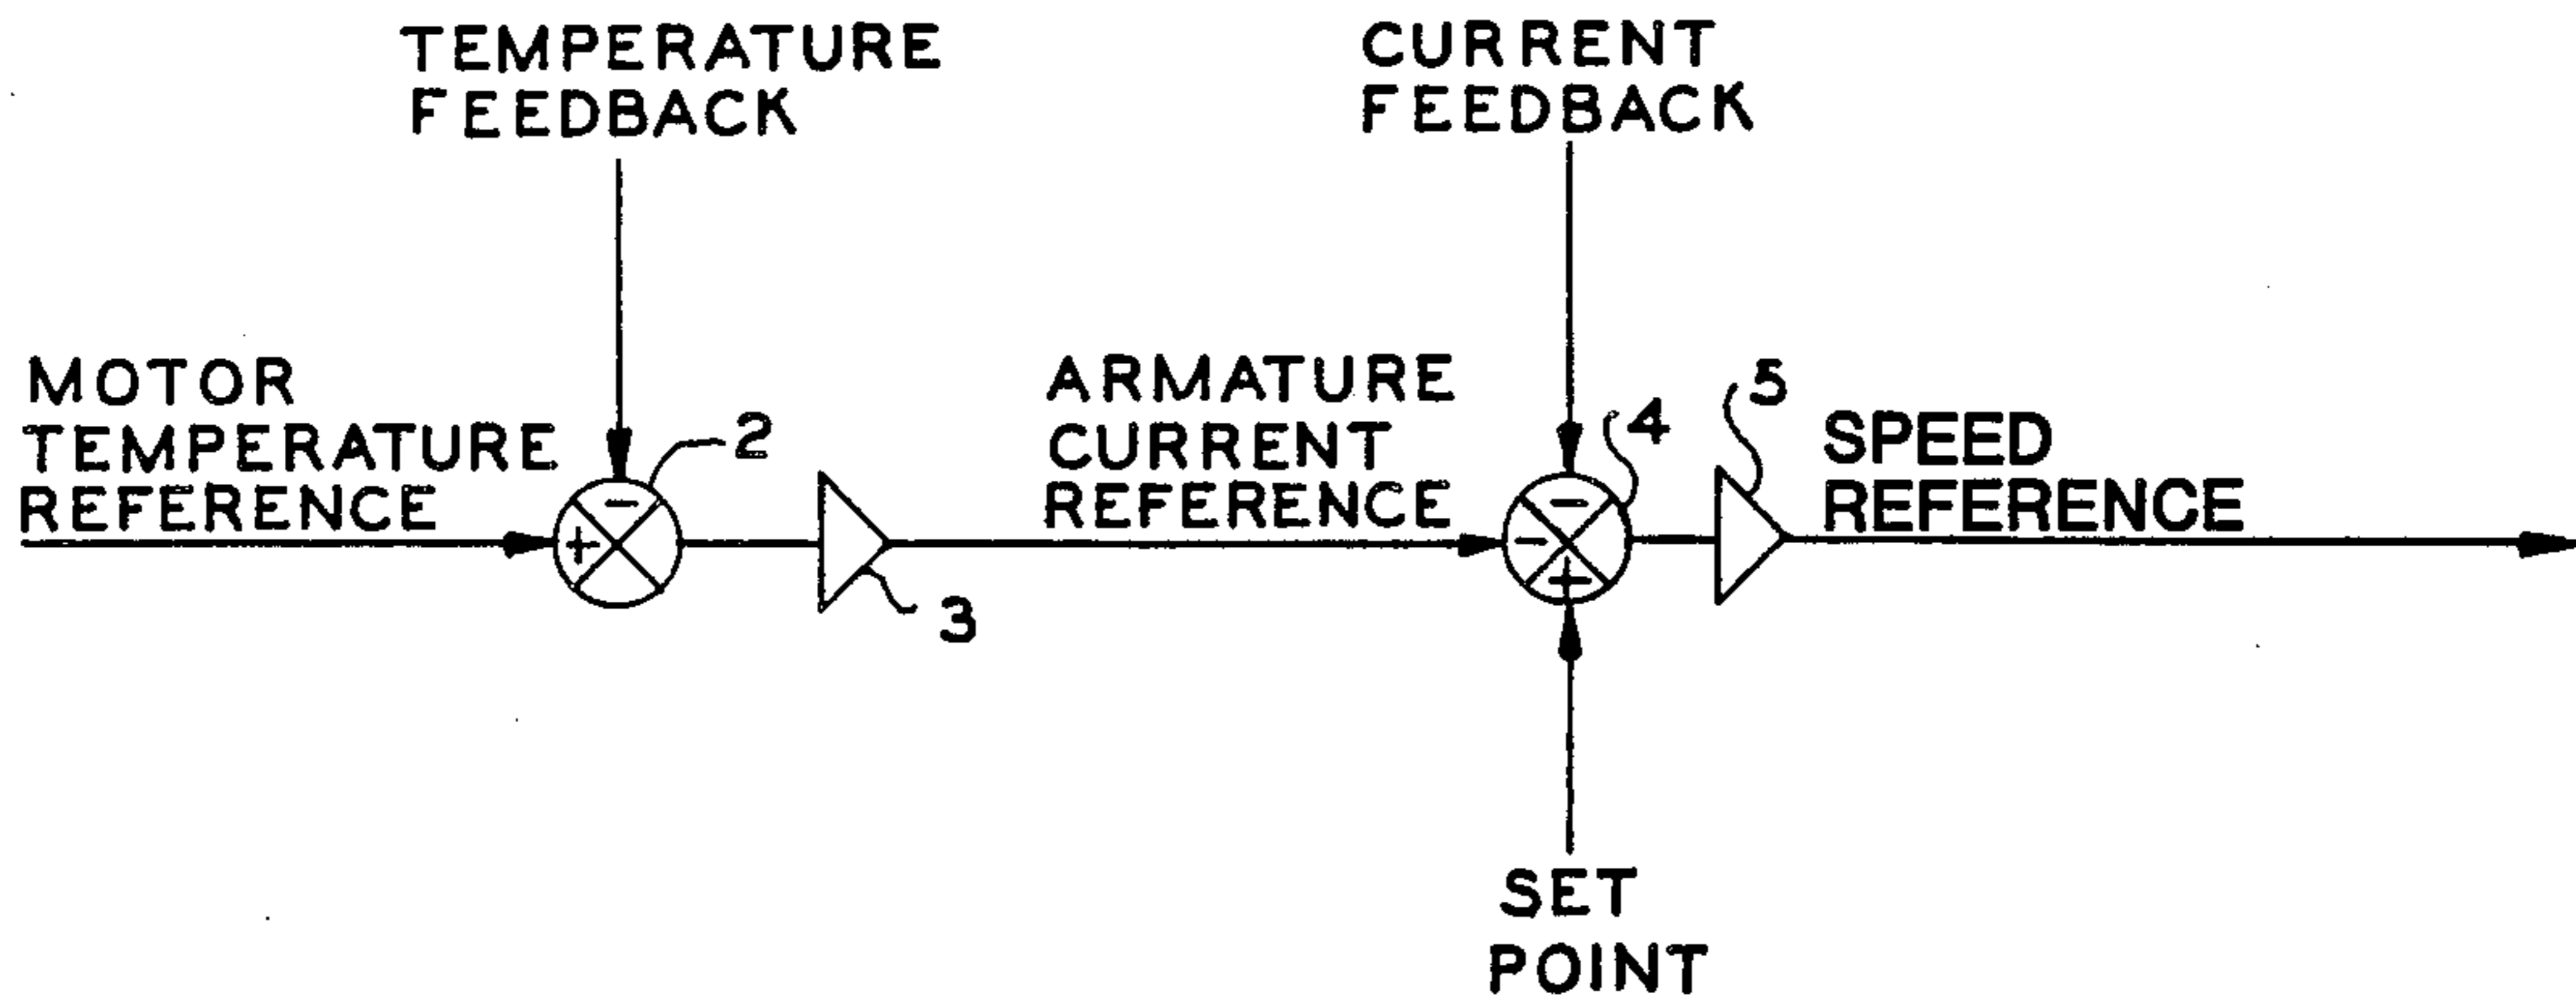 TEMPERATURE
FEEDBACK
CURRENT
FEEDBACK
MOTOR
TEMPERATURE
REFERENCE
2
3
ARMATURE
CURRENT
REFERENCE
4
5
SPEED
REFERENCE
SET
POINT